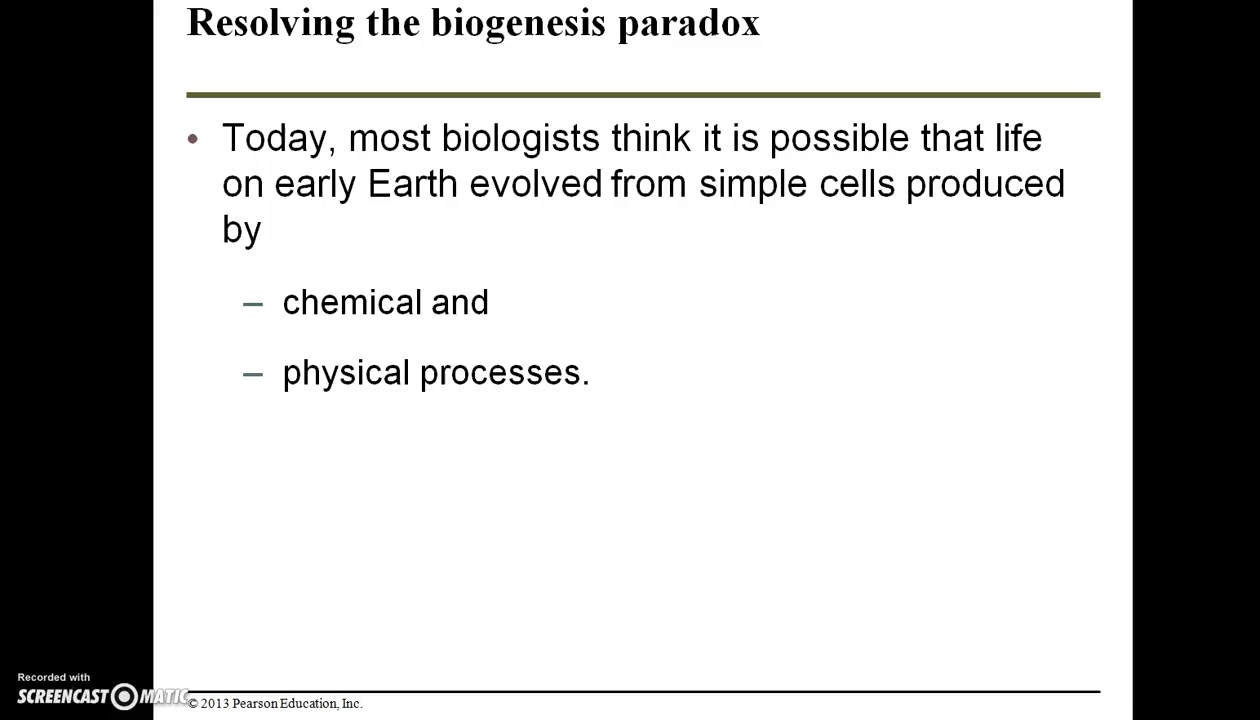 Resolving the biogenesis paradox
• Today, most biologists think it is possible that life
on early Earth evolved from simple cells produced
by
– chemical and
– physical processes.
Recorded with
SCREENCAST MATIC
© 2013 Pearson Education, Inc.